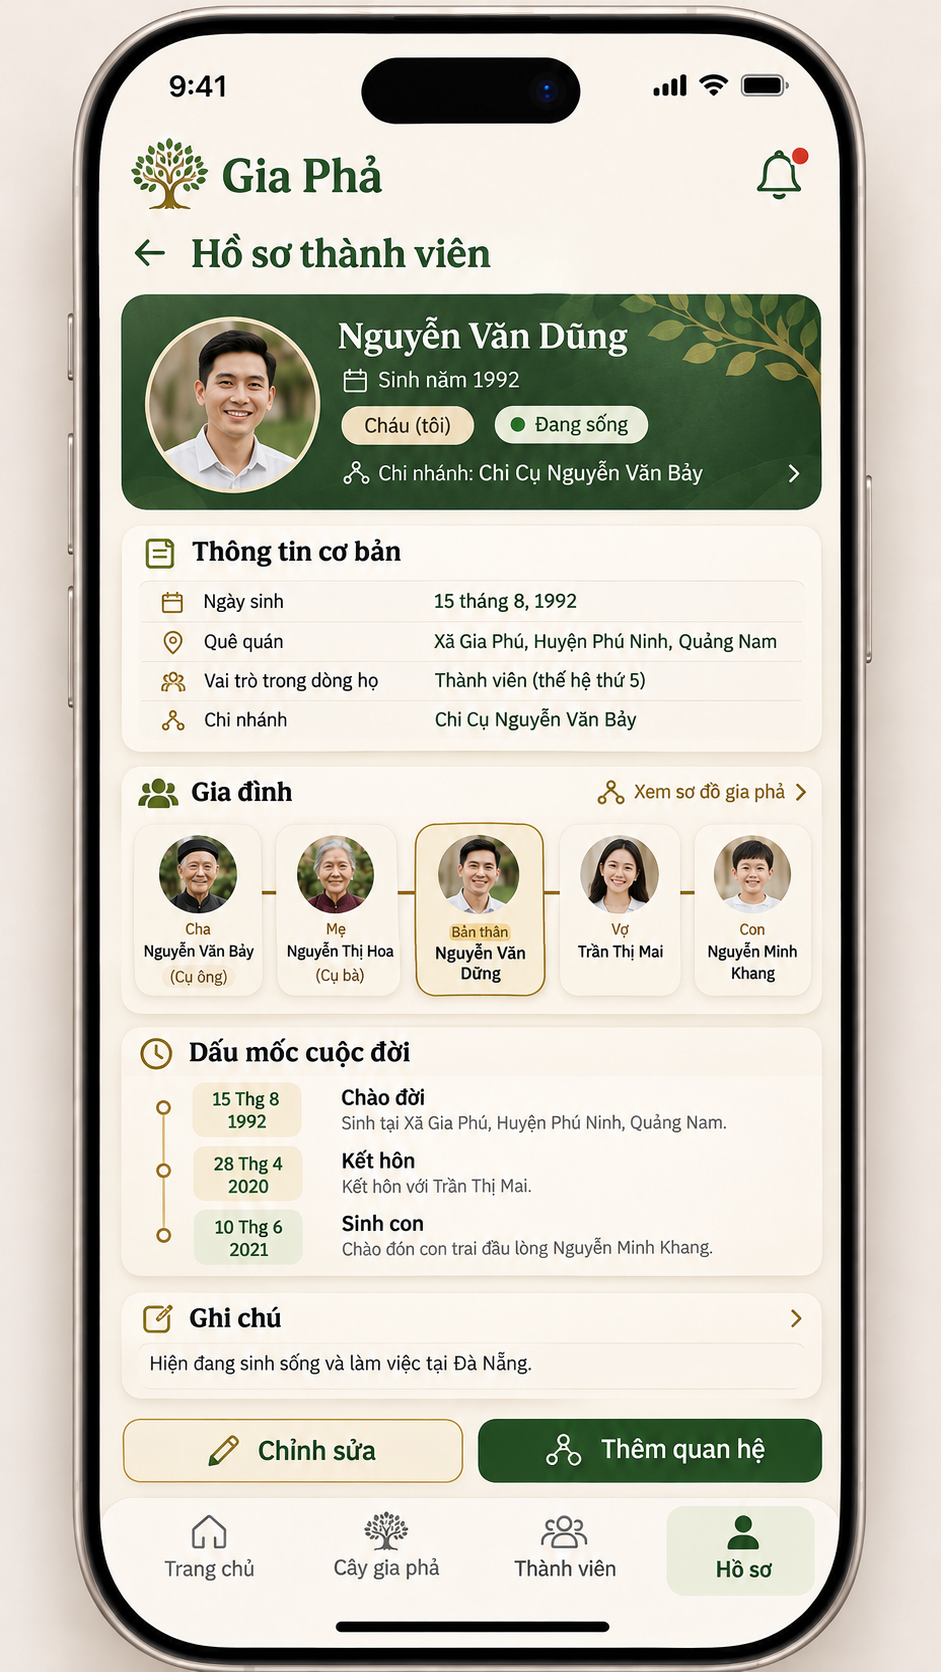 9:41
Gia Phả
Hồ sơ thành viên
Nguyễn Văn Dũng
Sinh năm 1992
Cháu (tôi)
Đang sống
Chi nhánh: Chi Cụ Nguyễn Văn Bảy
Thông tin cơ bản
Ngày sinh
15 tháng 8, 1992
Quê quán
Xã Gia Phú, Huyện Phú Ninh, Quảng Nam
Vai trò trong dòng họ
Thành viên (thế hệ thứ 5)
Chi nhánh
Chi Cụ Nguyễn Văn Bảy
Gia đình
Xem sơ đồ gia phả
Cha
Nguyễn Văn Bảy
(Cụ ông)
Mẹ
Nguyễn Thị Hoa
(Cụ bà)
Bản thân
Nguyễn Văn
Dững
Vợ
Trần Thị Mai
Con
Nguyễn Minh
Khang
Dấu mốc cuộc đời
15 Thg 8
1992
Chào đời
Sinh tại Xã Gia Phú, Huyện Phú Ninh, Quảng Nam.
28 Thg 4
2020
Kết hôn
Kết hôn với Trần Thị Mai.
10 Thg 6
2021
Sinh con
Chào đón con trai đầu lòng Nguyễn Minh Khang.
Ghi chú
Hiện đang sinh sống và làm việc tại Đà Nẵng.
Chỉnh sửa
Thêm quan hệ
Trang chủ
Cây gia phả
Thành viên
Hồ sơ